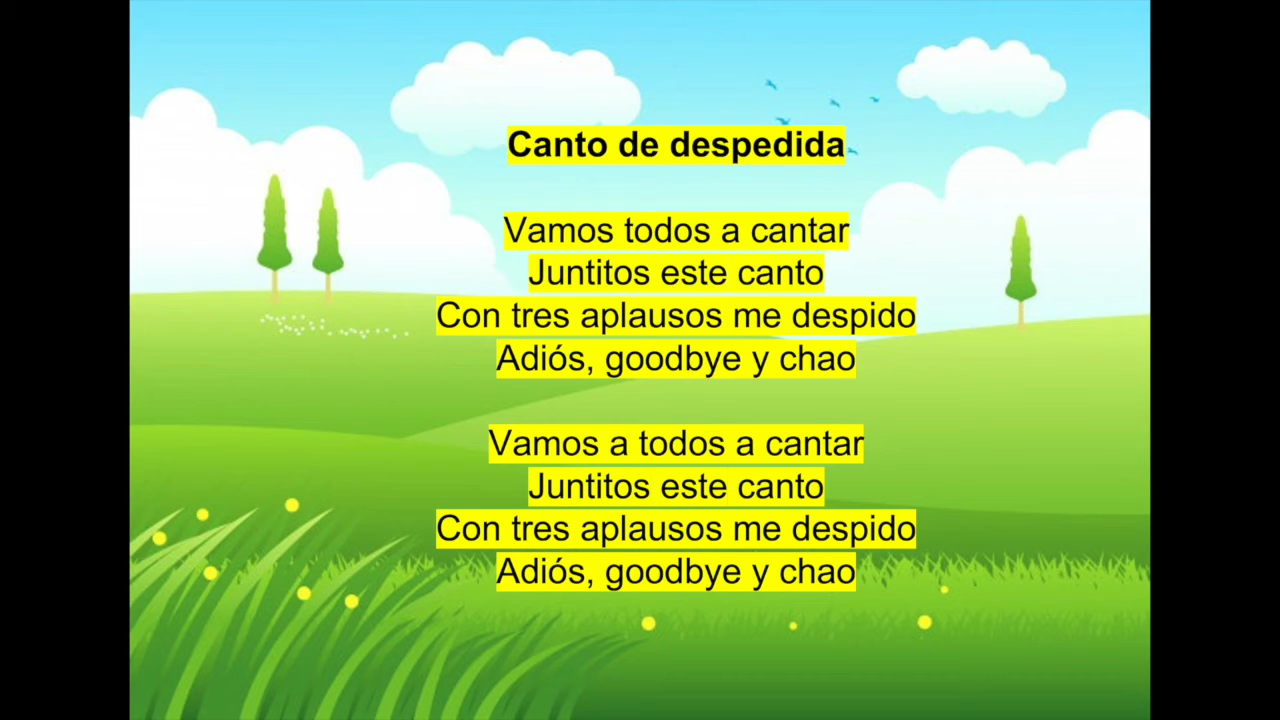 Canto de despedida
Vamos todos a cantar
Juntitos este canto
Con tres aplausos me despido
Adiós, goodbye y chao
Vamos a todos a cantar
Juntitos este canto
Con tres aplausos me despido
Adiós, goodbye y chao